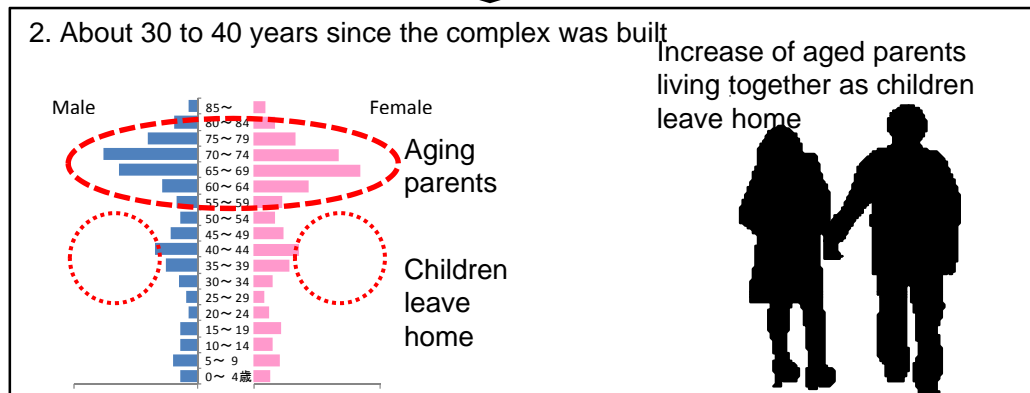 2. About 30 to 40 years since the complex was built
Increase of aged parents
living together as children
leave home
Male
Female
85～
80～ 84
75～ 79
70～ 74
65～ 69
60～ 64
55～ 59
50～ 54
45～ 49
40～ 44
35～ 39
30～ 34
25～ 29
20～ 24
15～ 19
10～ 14
5～ 9
0～ 4歳
Aging
parents
Children
leave
home